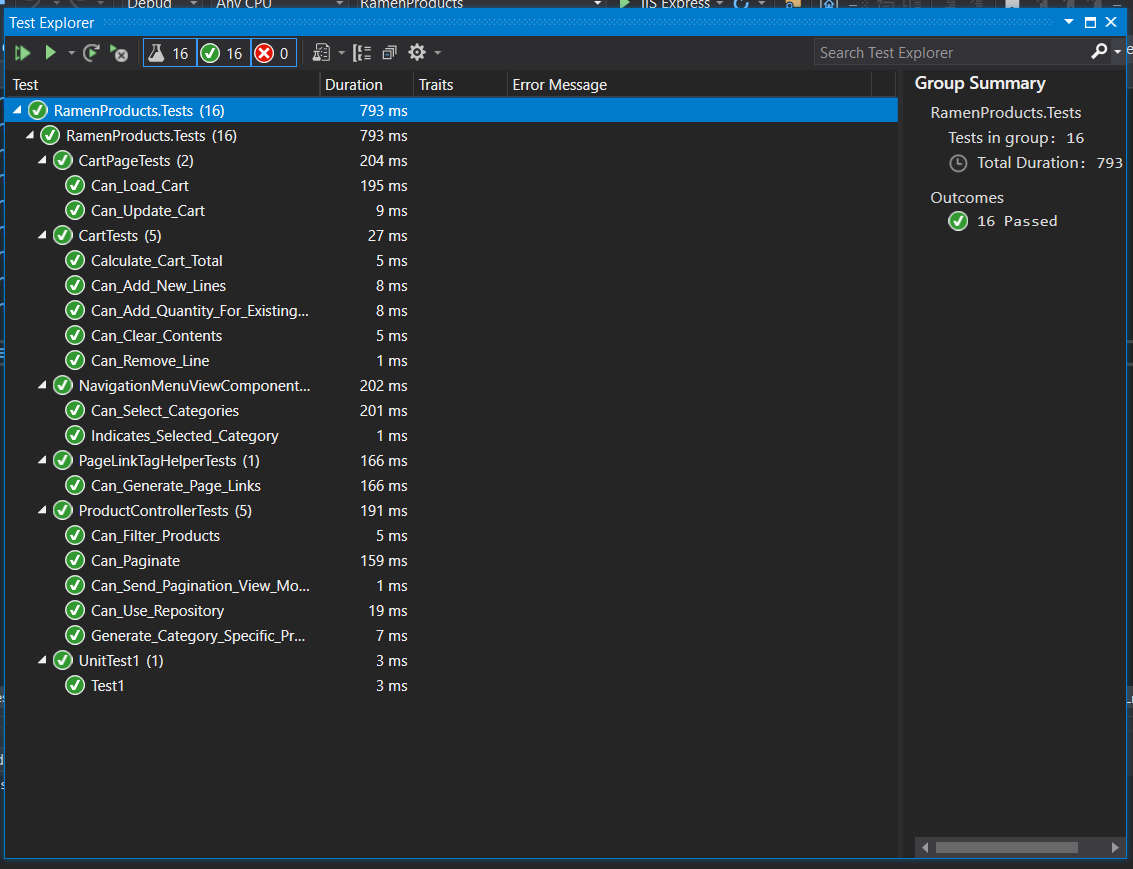 Debug Any CPU RamenProducts IIS Express
Test Explorer
16 16 0 Search Test Explorer
Test Duration Traits Error Message
RamenProducts.Tests (16) 793 ms
RamenProducts.Tests (16) 793 ms
CartPageTests (2) 204 ms
Can_Load_Cart 195 ms
Can_Update_Cart 9 ms
CartTests (5) 27 ms
Calculate_Cart_Total 5 ms
Can_Add_New_Lines 8 ms
Can_Add_Quantity_For_Existing... 8 ms
Can_Clear_Contents 5 ms
Can_Remove_Line 1 ms
NavigationMenuViewComponent... 202 ms
Can_Select_Categories 201 ms
Indicates_Selected_Category 1 ms
PageLinkTagHelperTests (1) 166 ms
Can_Generate_Page_Links 166 ms
ProductControllerTests (5) 191 ms
Can_Filter_Products 5 ms
Can_Paginate 159 ms
Can_Send_Pagination_View_Mo... 1 ms
Can_Use_Repository 19 ms
Generate_Category_Specific_Pr... 7 ms
UnitTest1 (1) 3 ms
Test1 3 ms
Group Summary
RamenProducts.Tests
Tests in group: 16
Total Duration: 793
Outcomes
16 Passed